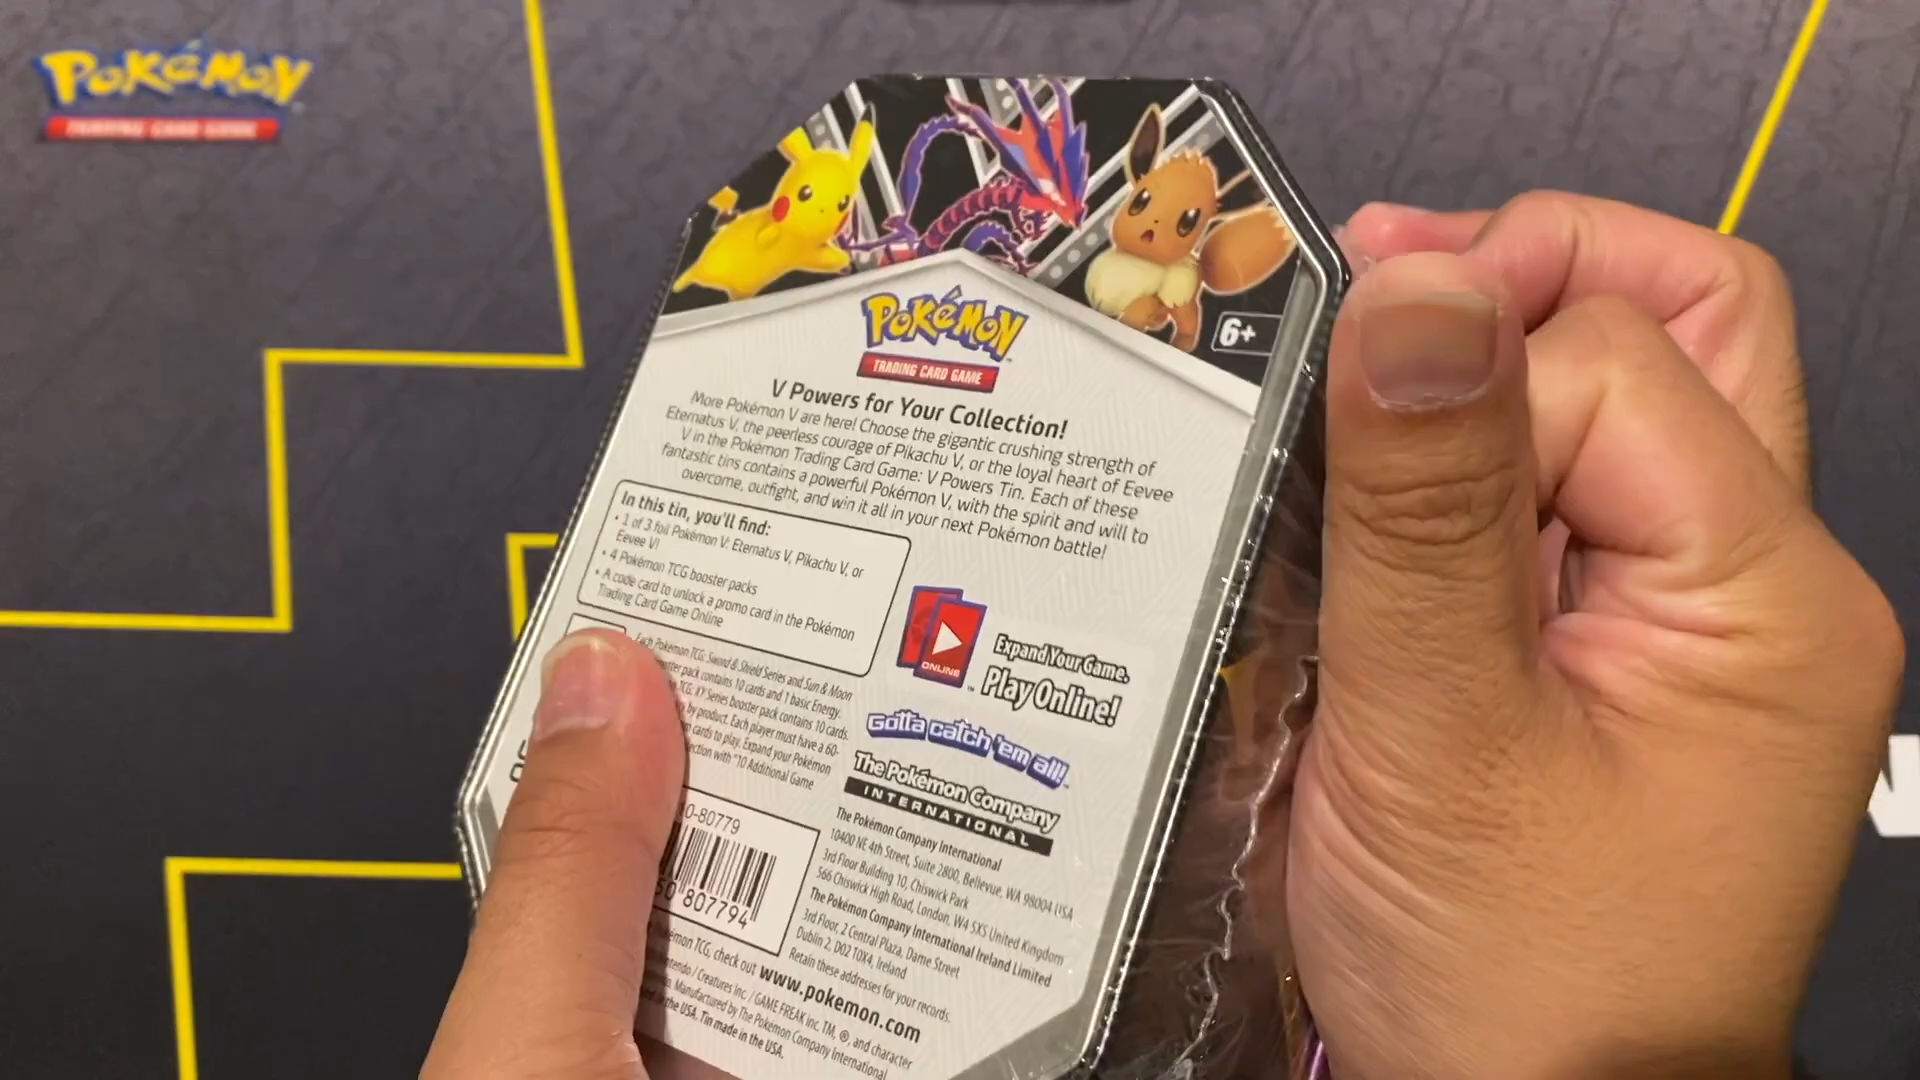 POKÉMON
TRADING CARD GAME
6+
POKÉMON
TRADING CARD GAME
V Powers for Your Collection!
More Pokémon V are here! Choose the gigantic crushing strength of
Eternatus V, the peerless courage of Pikachu V, or the loyal heart of Eevee
V in the Pokémon Trading Card Game: V Powers Tin. Each of these
fantastic tins contains a powerful Pokémon V, with the spirit and will to
overcome, outfight, and win it all in your next Pokémon battle!
In this tin, you'll find:
• 1 of 3 foil Pokémon V: Eternatus V, Pikachu V, or
Eevee V!
• 4 Pokémon TCG booster packs
• A code card to unlock a promo card in the Pokémon
Trading Card Game Online
Each Pokémon TCG: Sword & Shield Series and Sun & Moon
pack contains 10 cards and 1 basic Energy.
TCG: XY Series booster pack contains 10 cards.
by product. Each player must have a 60-
cards to play. Expand your Pokémon
with "10 Additional Game
ONLINE
Expand Your Game.
Play Online!
Gotta catch 'em all!
The Pokémon Company
INTERNATIONAL
0-80779
50 807794
The Pokémon Company International
10400 NE 4th Street, Suite 2800, Bellevue, WA 98004 USA
3rd Floor Building 10, Chiswick Park
566 Chiswick High Road, London, W4 5XS United Kingdom
The Pokémon Company International Ireland Limited
3rd Floor, 2 Central Plaza, Dame Street
Dublin 2, D02 T0X4, Ireland
Retain these addresses for your records.
TCG, check out www.pokemon.com
/ Creatures Inc. / GAME FREAK inc. TM, ®, and character
Manufactured by The Pokémon Company International
in the USA. Tin made in the USA.